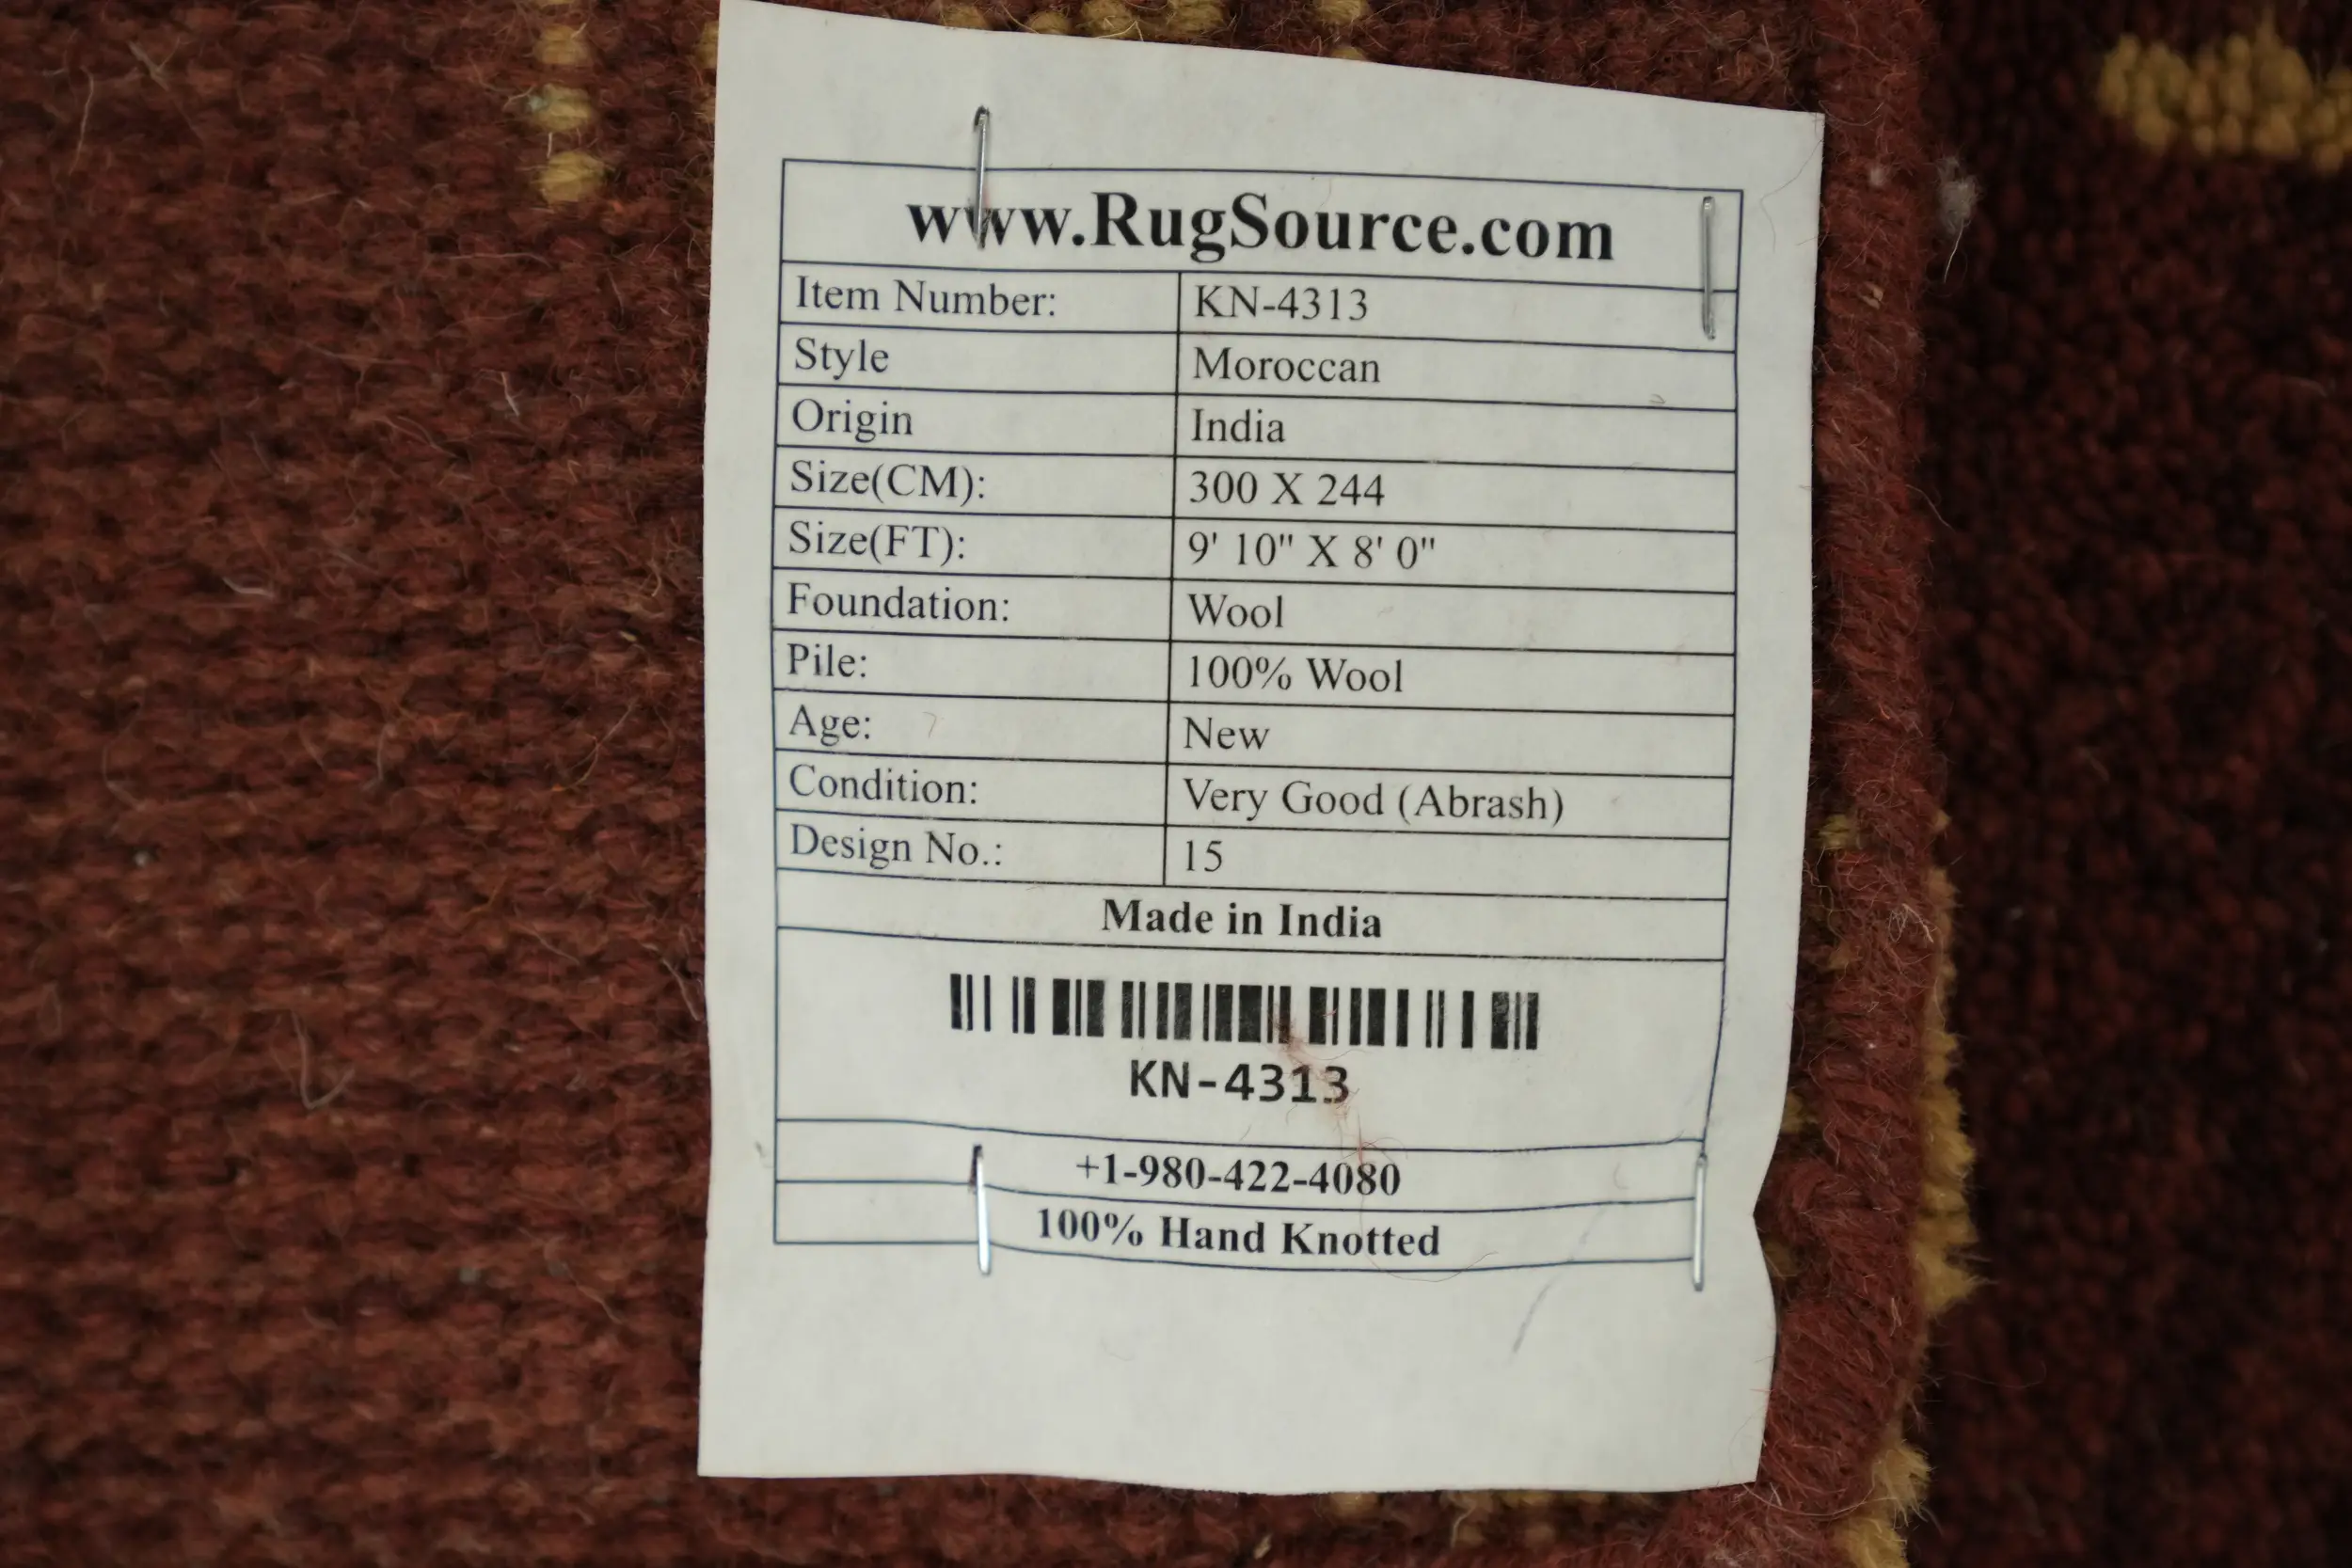 www.RugSource.com
Item Number: KN-4313
Style Moroccan
Origin India
Size(CM): 300 X 244
Size(FT): 9' 10" X 8' 0"
Foundation: Wool
Pile: 100% Wool
Age: New
Condition: Very Good (Abrash)
Design No.: 15
Made in India
KN-4313
+1-980-422-4080
100% Hand Knotted